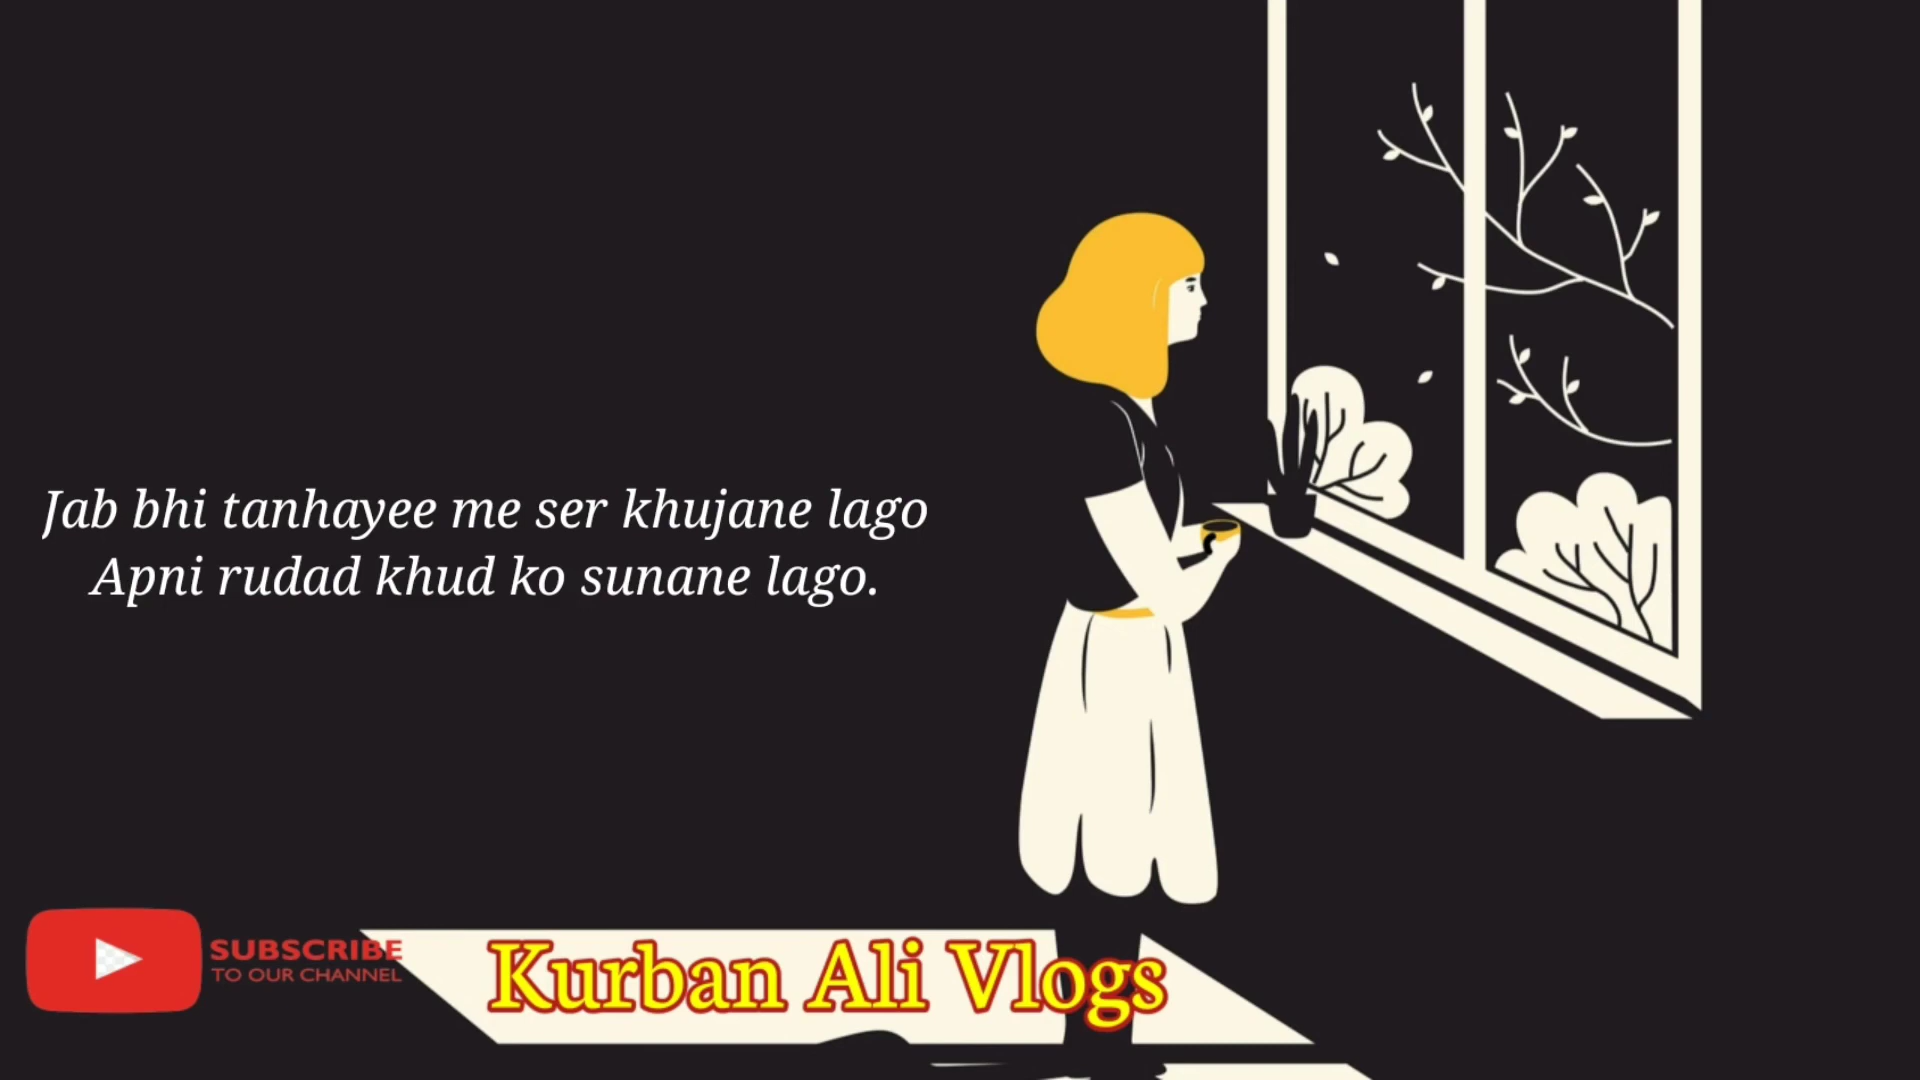 Jab bhi tanhayee me ser khujane lago
Apni rudad khud ko sunane lago.
SUBSCRIBE
TO OUR CHANNEL
Kurban Ali Vlogs